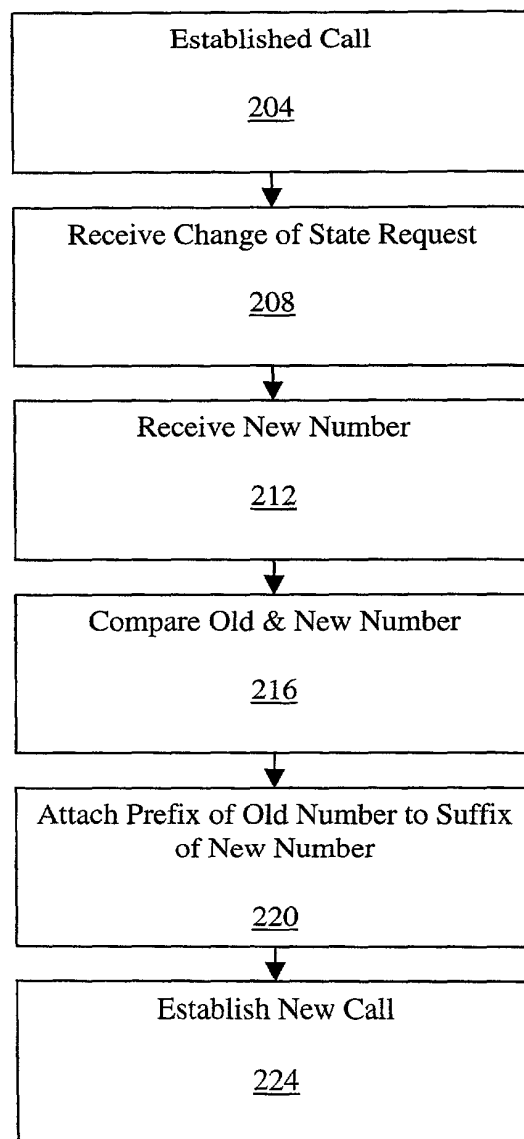 Established Call
204
Receive Change of State Request
208
Receive New Number
212
Compare Old & New Number
216
Attach Prefix of Old Number to Suffix
of New Number
220
Establish New Call
224